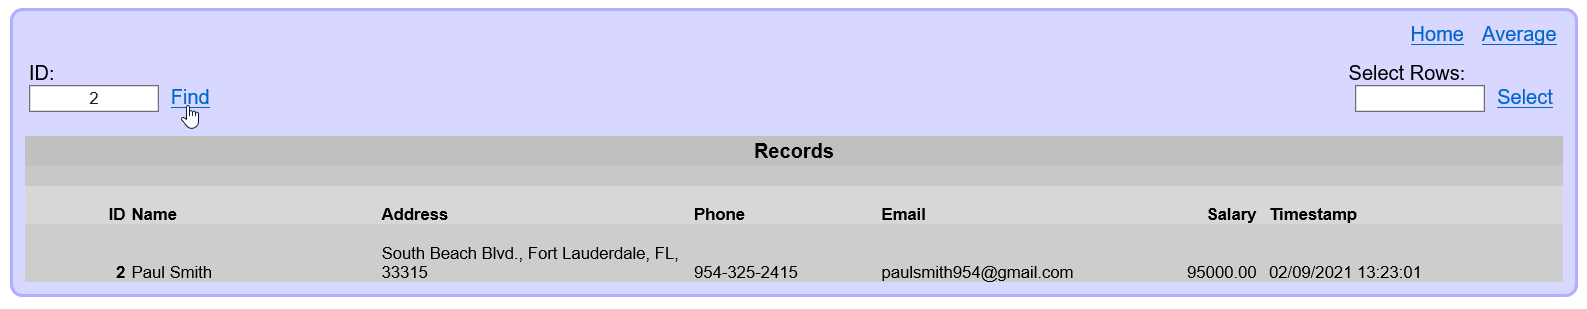 Home Average
ID:
2 Find
Select Rows:
Select
Records
ID Name Address Phone Email Salary Timestamp
2 Paul Smith South Beach Blvd., Fort Lauderdale, FL,
33315 954-325-2415 paulsmith954@gmail.com 95000.00 02/09/2021 13:23:01